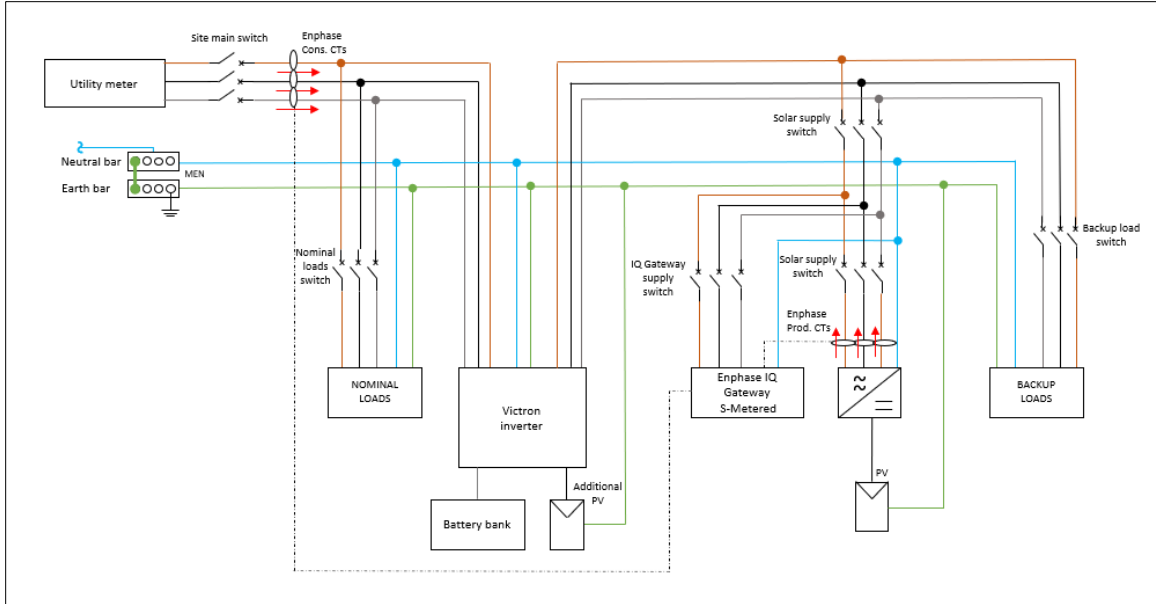 Site main switch
Enphase
Cons. CTs
Utility meter
Neutral bar
MEN
Earth bar
Solar supply
switch
Nominal
loads
switch
IQ Gateway
supply
switch
Solar supply
switch
Backup load
switch
Enphase
Prod. CTs
NOMINAL
LOADS
Victron
inverter
Enphase IQ
Gateway
S-Metered
BACKUP
LOADS
Battery bank
Additional
PV
PV